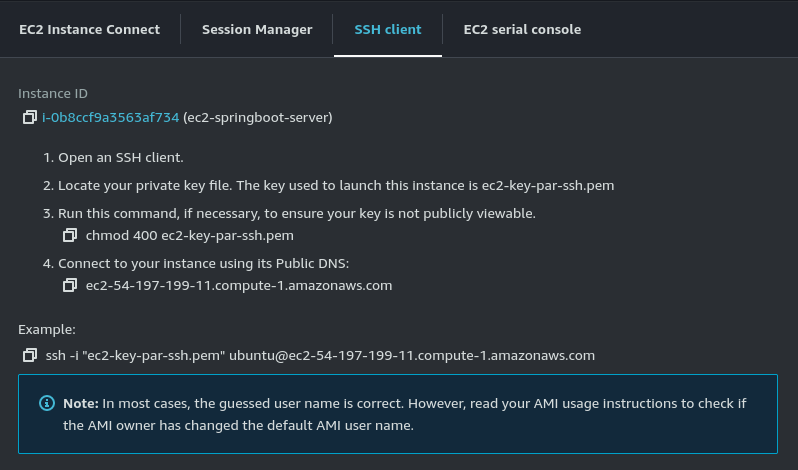 EC2 Instance Connect
Session Manager
SSH client
EC2 serial console
Instance ID
i-0b8ccf9a3563af734 (ec2-springboot-server)
1. Open an SSH client.
2. Locate your private key file. The key used to launch this instance is ec2-key-par-ssh.pem
3. Run this command, if necessary, to ensure your key is not publicly viewable.
chmod 400 ec2-key-par-ssh.pem
4. Connect to your instance using its Public DNS:
ec2-54-197-199-11.compute-1.amazonaws.com
Example:
ssh -i "ec2-key-par-ssh.pem" ubuntu@ec2-54-197-199-11.compute-1.amazonaws.com
Note: In most cases, the guessed user name is correct. However, read your AMI usage instructions to check if
the AMI owner has changed the default AMI user name.